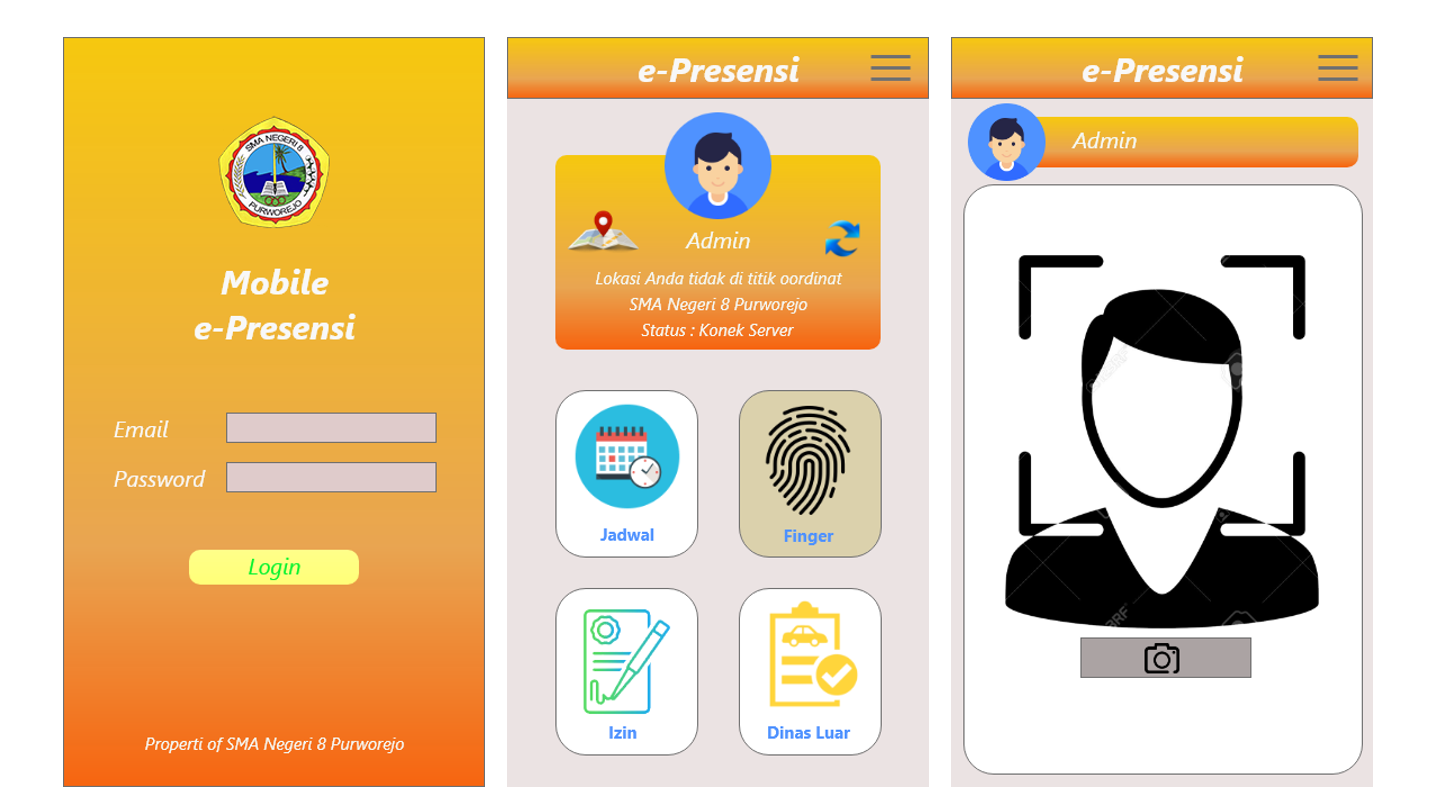 SMA NEGERI 8
PURWOREJO
Mobile
e-Presensi
Email
Password
Login
Properti of SMA Negeri 8 Purworejo
e-Presensi
Admin
Lokasi Anda tidak di titik oordinat
SMA Negeri 8 Purworejo
Status : Konek Server
Jadwal
Finger
Izin
Dinas Luar
e-Presensi
Admin